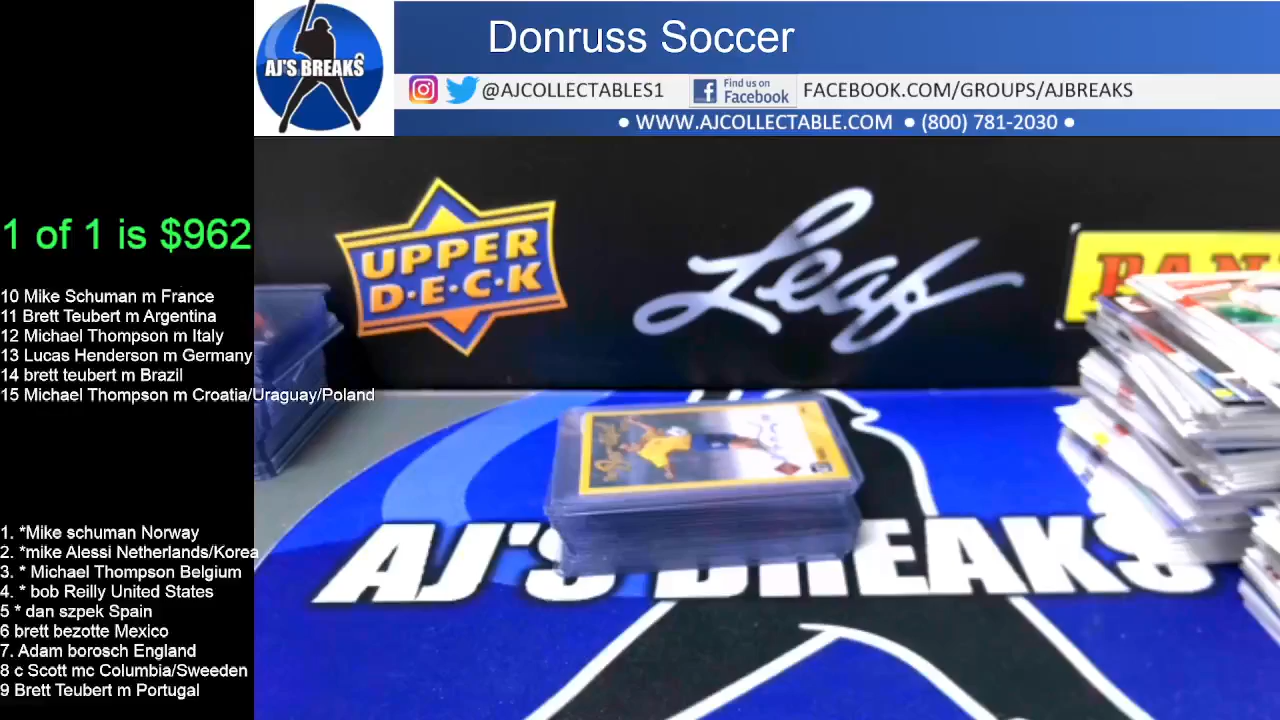 AJ'S BREAKS
Donruss Soccer
@AJCOLLECTABLES1 Find us on Facebook FACEBOOK.COM/GROUPS/AJBREAKS
• WWW.AJCOLLECTABLE.COM • (800) 781-2030 •
1 of 1 is $962
10 Mike Schuman m France
11 Brett Teubert m Argentina
12 Michael Thompson m Italy
13 Lucas Henderson m Germany
14 brett teubert m Brazil
15 Michael Thompson m Croatia/Uraguay/Poland
1. *Mike schuman Norway
2. *mike Alessi Netherlands/Korea
3. * Michael Thompson Belgium
4. * bob Reilly United States
5 * dan szpek Spain
6 brett bezotte Mexico
7. Adam borosch England
8 c Scott mc Columbia/Sweeden
9 Brett Teubert m Portugal
UPPER
D·E·C·K
Leaf
AJ'S BREAKS